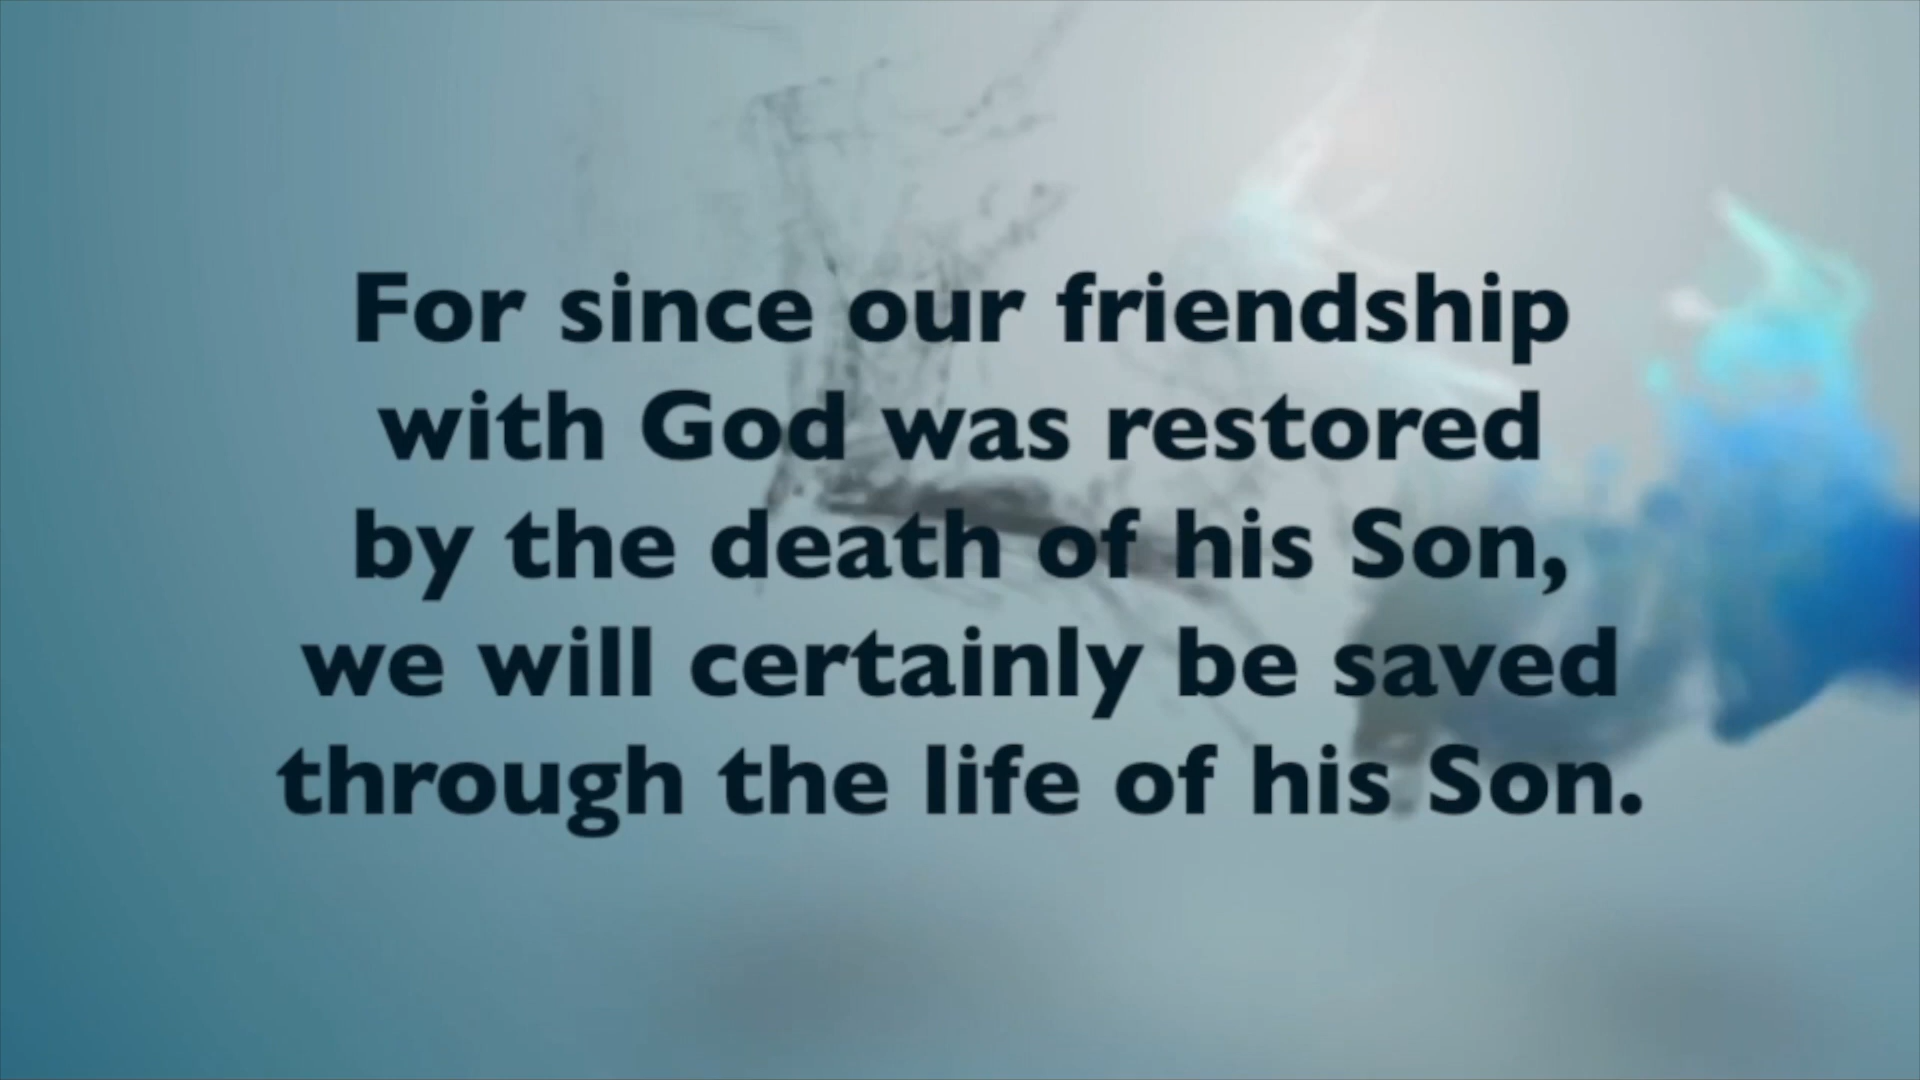 For since our friendship
with God was restored
by the death of his Son,
we will certainly be saved
through the life of his Son.